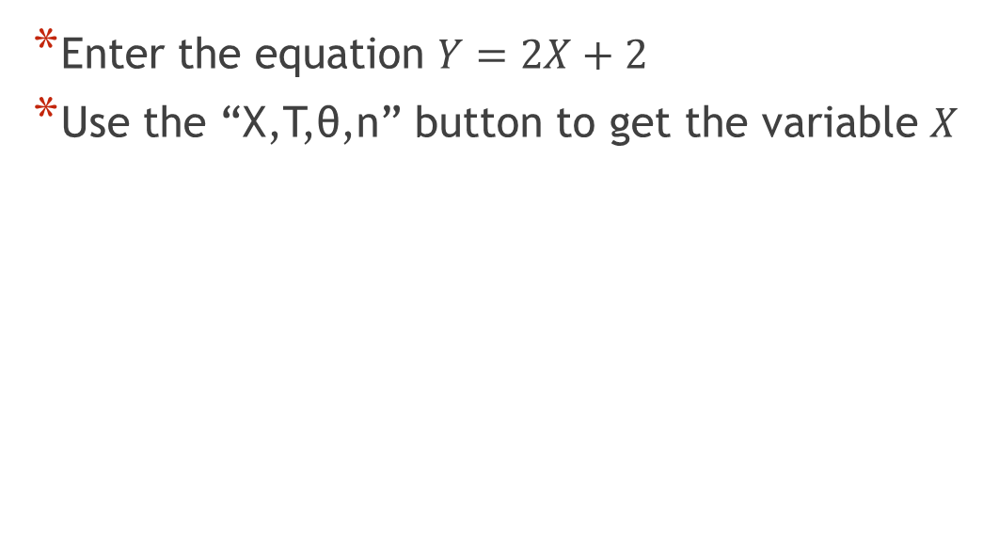 *Enter the equation Y = 2X + 2
*Use the “X,T,θ,n” button to get the variable X